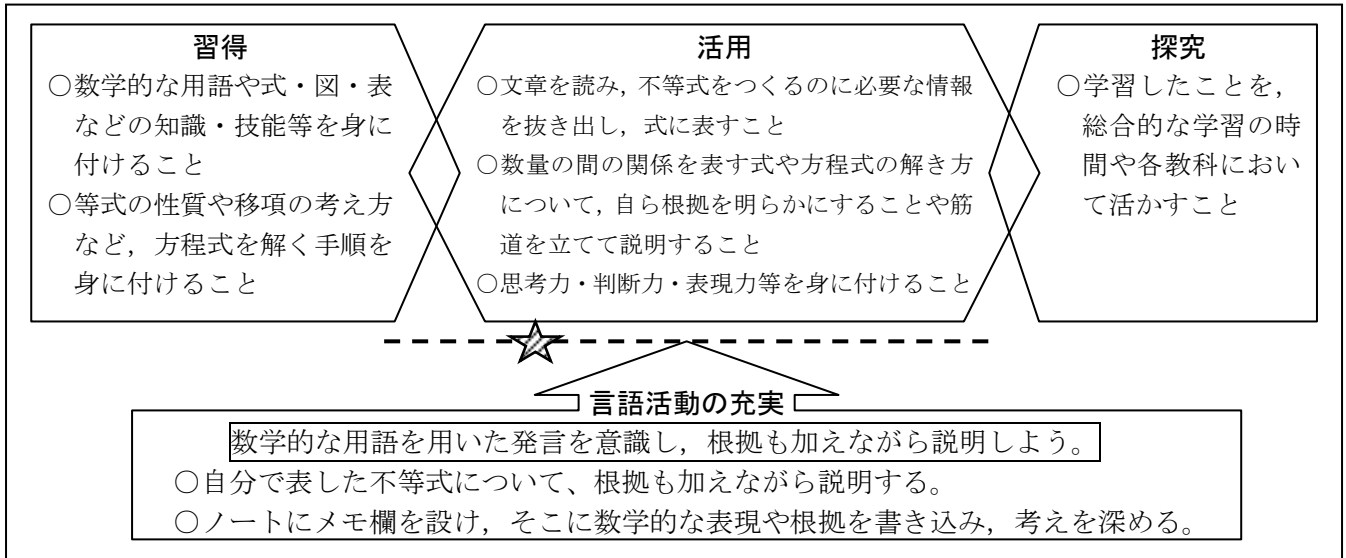 習得
○数学的な用語や式・図・表
などの知識・技能等を身に
付けること
○等式の性質や移項の考え方
など，方程式を解く手順を
身に付けること
活用
○文章を読み，不等式をつくるのに必要な情報
を抜き出し，式に表すこと
○数量の間の関係を表す式や方程式の解き方
について，自ら根拠を明らかにすることや筋
道を立てて説明すること
○思考力・判断力・表現力等を身に付けること
探究
○学習したことを，
総合的な学習の時
間や各教科におい
て活かすこと
言語活動の充実
数学的な用語を用いた発言を意識し，根拠も加えながら説明しよう。
○自分で表した不等式について、根拠も加えながら説明する。
○ノートにメモ欄を設け，そこに数学的な表現や根拠を書き込み，考えを深める。